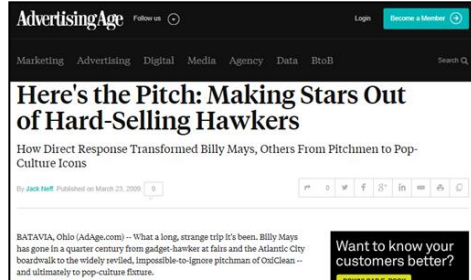 AdvertisingAge
Follow us
Login
Become a Member
Marketing Advertising Digital Media Agency Data BtoB
Search
Here's the Pitch: Making Stars Out
of Hard-Selling Hawkers
How Direct Response Transformed Billy Mays, Others From Pitchmen to Pop-
Culture Icons
By Jack Neff Published on March 23, 2009 0
0 f 8+ in
BATAVIA, Ohio (AdAge.com) -- What a long, strange trip it's been. Billy Mays
has gone in a quarter century from gadget-hawker at fairs and the Atlantic City
boardwalk to the widely reviled, impossible-to-ignore pitchman of OxiClean --
and ultimately to pop-culture fixture.
Want to know your
customers better?